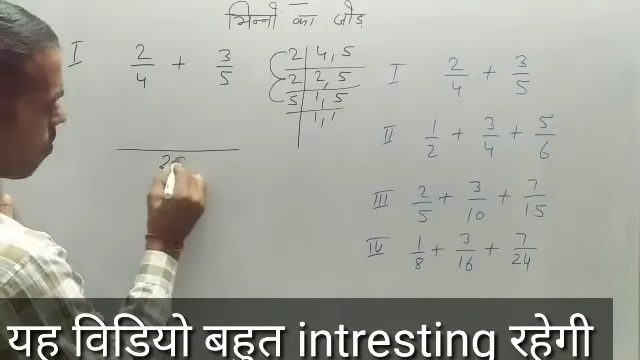 भिन्नों का जोड़
I 2/4 + 3/5
2 | 4, 5
2 | 2, 5
5 | 1, 5
1, 1
20
I 2/4 + 3/5
II 1/2 + 3/4 + 5/6
III 2/5 + 3/10 + 7/15
IV 1/8 + 3/16 + 7/24
यह विडियो बहुत intresting रहेगी